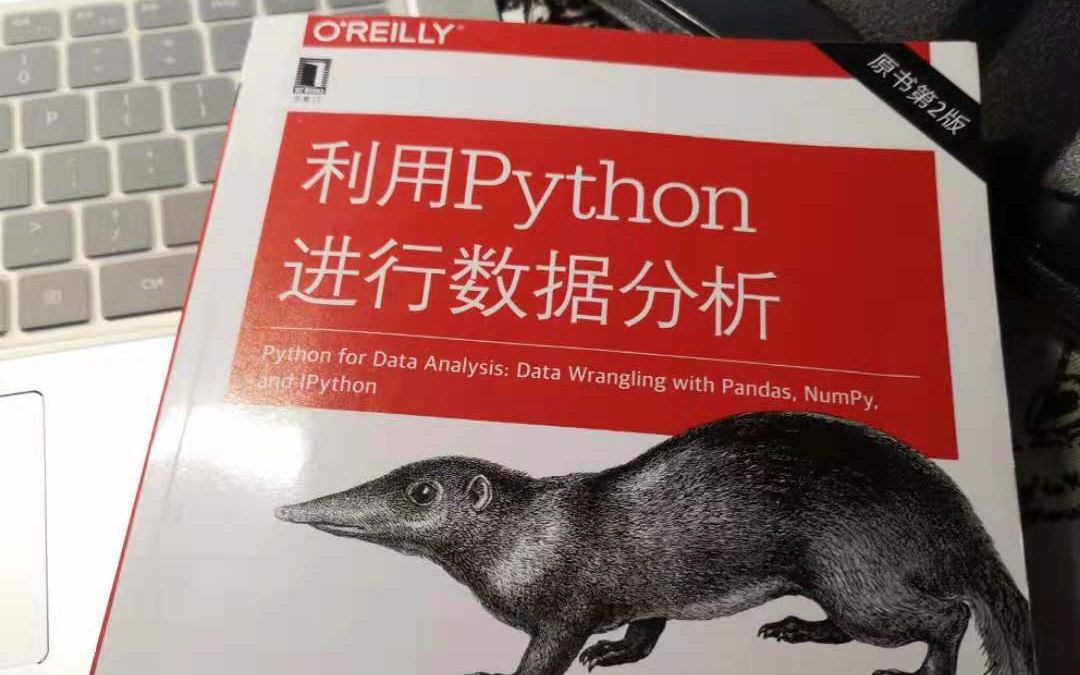 O'REILLY®
原书第2版
利用Python
进行数据分析
Python for Data Analysis: Data Wrangling with Pandas, NumPy,
and IPython
P
Ctrl